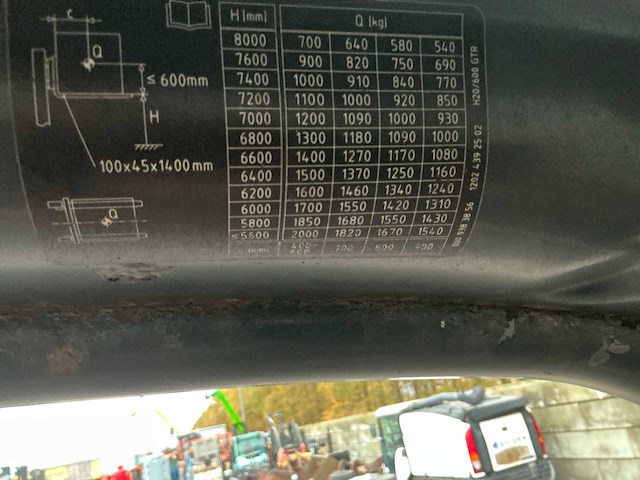 C
Q
≤ 600mm
H
100x45x1400mm
Q
H (mm) Q (kg)
8000 700 640 580 540
7600 900 820 750 690
7400 1000 910 840 770
7200 1100 1000 920 850
7000 1200 1090 1000 930
6800 1300 1180 1090 1000
6600 1400 1270 1170 1080
6400 1500 1370 1250 1160
6200 1600 1460 1340 1240
6000 1700 1550 1420 1310
5800 1850 1680 1550 1430
≤5500 2000 1820 1670 1540
H20/600 GTR
1202 439 25 02
000 938 38 56